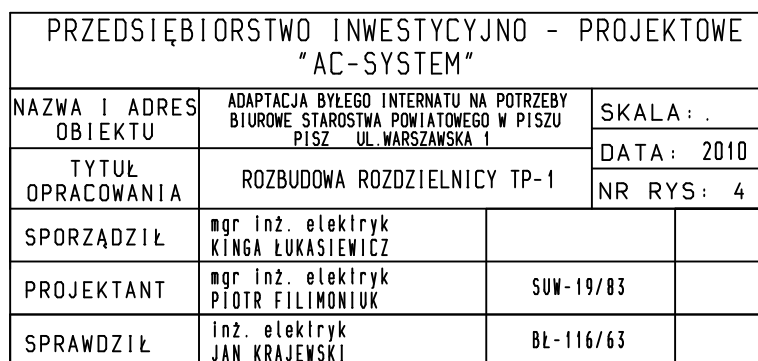 PRZEDSIĘBIORSTWO INWESTYCYJNO - PROJEKTOWE
"AC-SYSTEM"
NAZWA I ADRES
OBIEKTU
ADAPTACJA BYŁEGO INTERNATU NA POTRZEBY
BIUROWE STAROSTWA POWIATOWEGO W PISZU
PISZ UL.WARSZAWSKA 1
SKALA: .
DATA: 2010
TYTUŁ
OPRACOWANIA
ROZBUDOWA ROZDZIELNICY TP-1
NR RYS: 4
SPORZĄDZIŁ
mgr inż. elektryk
KINGA ŁUKASIEWICZ
PROJEKTANT
mgr inż. elektryk
PIOTR FILIMONIUK
SUW-19/83
SPRAWDZIŁ
inż. elektryk
JAN KRAJEWSKI
BŁ-116/63